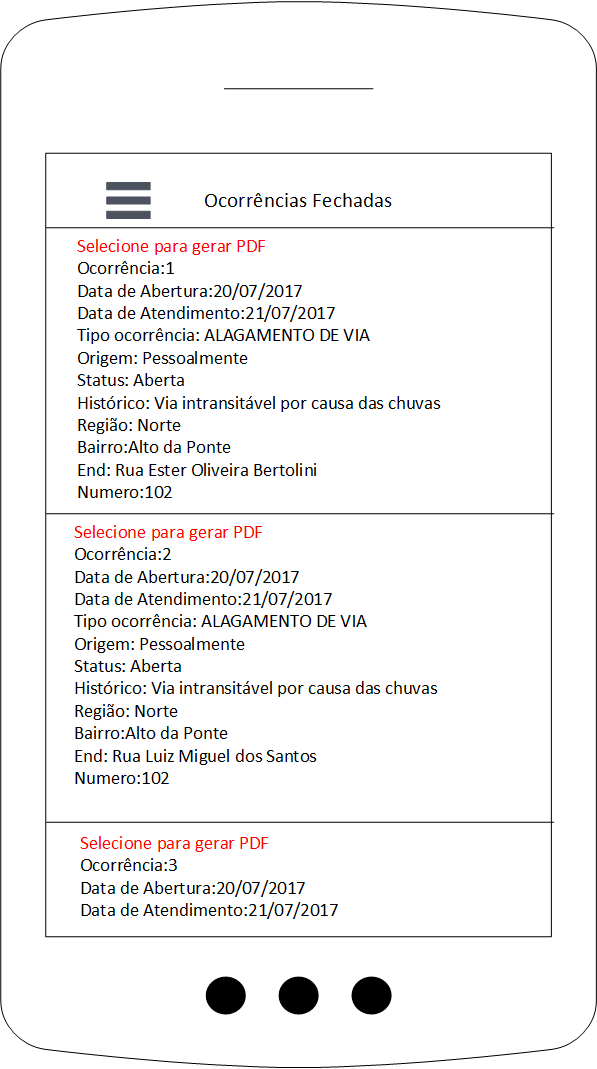 Ocorrências Fechadas
Selecione para gerar PDF
Ocorrência:1
Data de Abertura:20/07/2017
Data de Atendimento:21/07/2017
Tipo ocorrência: ALAGAMENTO DE VIA
Origem: Pessoalmente
Status: Aberta
Histórico: Via intransitável por causa das chuvas
Região: Norte
Bairro:Alto da Ponte
End: Rua Ester Oliveira Bertolini
Numero:102
Selecione para gerar PDF
Ocorrência:2
Data de Abertura:20/07/2017
Data de Atendimento:21/07/2017
Tipo ocorrência: ALAGAMENTO DE VIA
Origem: Pessoalmente
Status: Aberta
Histórico: Via intransitável por causa das chuvas
Região: Norte
Bairro:Alto da Ponte
End: Rua Luiz Miguel dos Santos
Numero:102
Selecione para gerar PDF
Ocorrência:3
Data de Abertura:20/07/2017
Data de Atendimento:21/07/2017